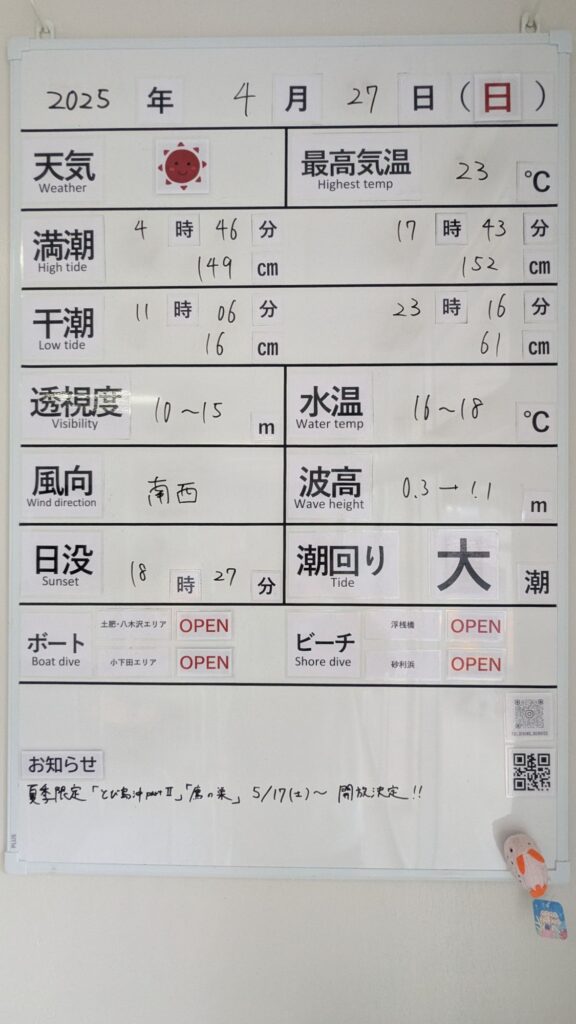 2025 年 4 月 27 日 (日)
天気 Weather
最高気温 Highest temp 23 ℃
満潮 High tide
4 時 46 分 149 cm
17 時 43 分 152 cm
干潮 Low tide
11 時 06 分 16 cm
23 時 16 分 61 cm
透視度 Visibility 10～15 m
水温 Water temp 16～18 ℃
風向 Wind direction 南西
波高 Wave height 0.3→1.1 m
日没 Sunset 18 時 27 分
潮回り Tide 大 潮
ボート Boat dive
土肥・八木沢エリア OPEN
小下田エリア OPEN
ビーチ Shore dive
浮桟橋 OPEN
砂利浜 OPEN
お知らせ
夏季限定「とび島沖partⅡ」「鷹の巣」 5/17(土)～ 開放決定!!
PLUS